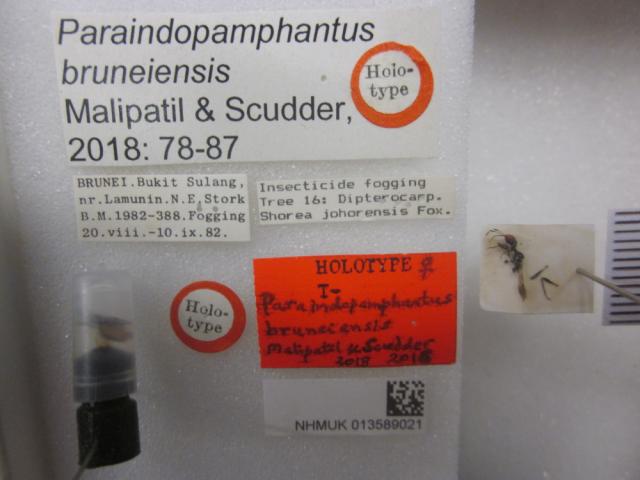 Paraindopamphantus
bruneiensis
Malipatil & Scudder,
2018: 78-87
Holo-
type
BRUNEI.Bukit Sulang,
nr.Lamunin.N.E.Stork
B.M.1982-388.Fogging
20.viii.-10.ix.82.
Insecticide fogging
Tree 16: Dipterocarp.
Shorea johorensis Fox.
Holo-
type
HOLOTYPE ♀
Paraindopamphantus
bruneiensis
Malipatil & Scudder
2018 2018
NHMUK 013589021